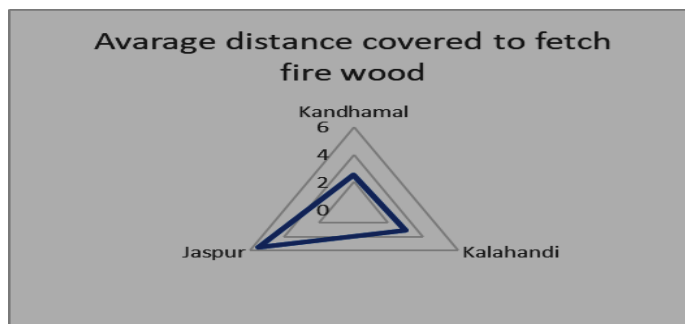 Avarage distance covered to fetch
fire wood
Kandhamal
6
4
2
0
Jaspur
Kalahandi